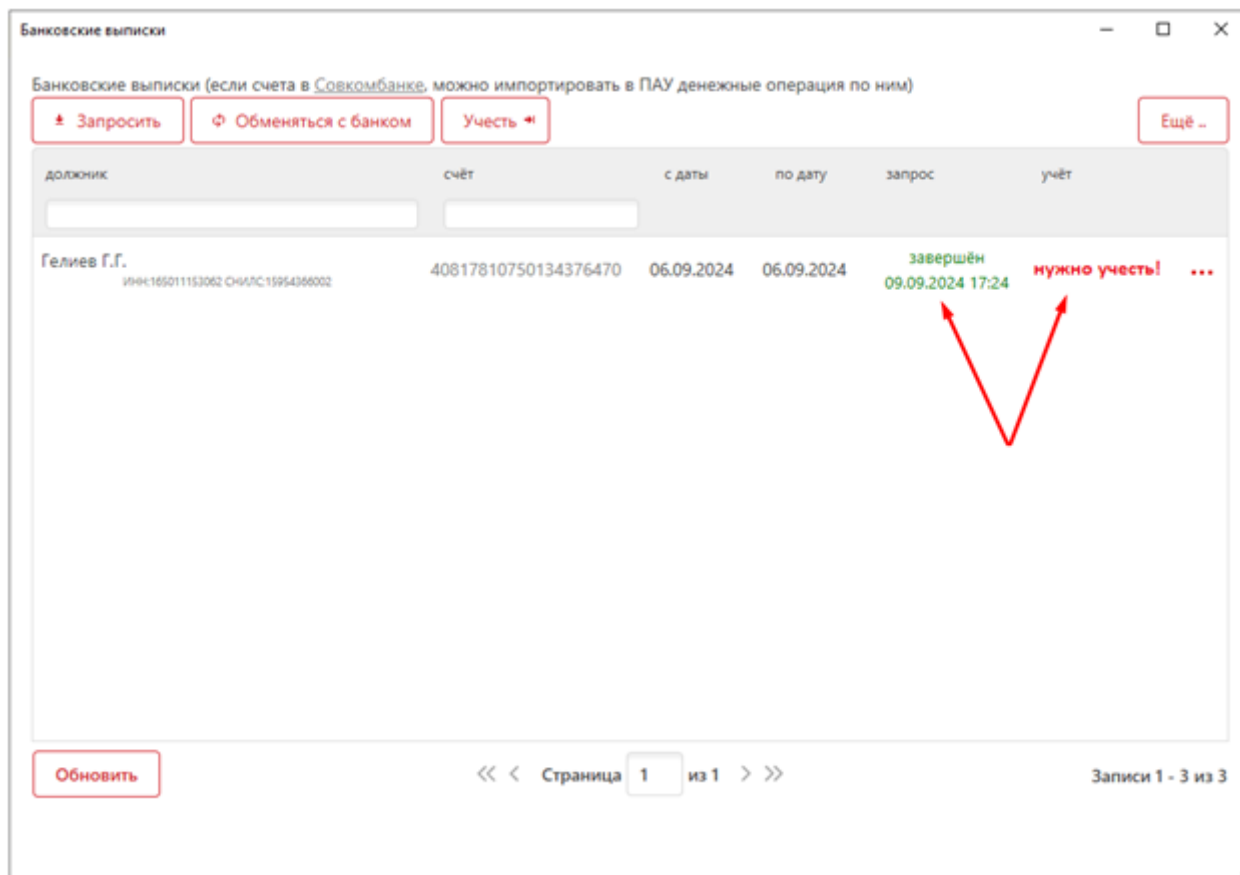 Банковские выписки
Банковские выписки (если счета в Совкомбанке, можно импортировать в ПАУ денежные операция по ним)
Запросить Обменяться с банком Учесть Ещё ..
должник счёт с даты по дату запрос учёт
Гелиев Г.Г.
ИНН:165011153062 СНИЛС:15954366002
40817810750134376470 06.09.2024 06.09.2024
завершён
09.09.2024 17:24
нужно учесть! ...
Обновить << < Страница 1 из 1 > >> Записи 1 - 3 из 3